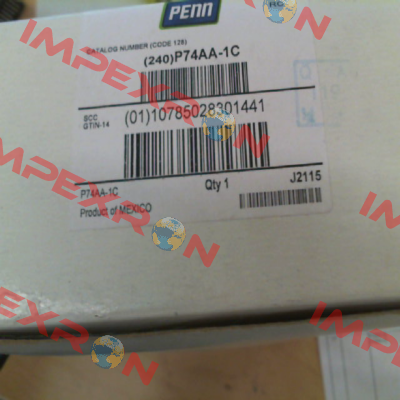 PENN
CATALOG NUMBER (CODE 128)
(240)P74AA-1C
SCC
GTIN-14
(01)10785028301441
P74AA-1C
Qty 1
J2115
Product of MEXICO
IMPEXRON
IMPEXRON
IMPEXRON